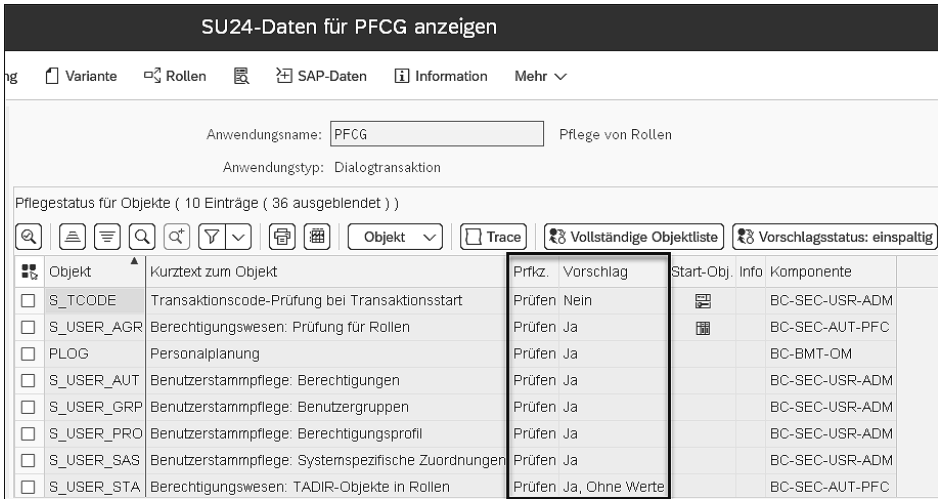 SU24-Daten für PFCG anzeigen
ng Variante Rollen SAP-Daten Information Mehr
Anwendungsname: PFCG Pflege von Rollen
Anwendungstyp: Dialogtransaktion
Pflegestatus für Objekte ( 10 Einträge ( 36 ausgeblendet ) )
Objekt Trace Vollständige Objektliste Vorschlagsstatus: einspaltig
Objekt Kurztext zum Objekt Prfkz. Vorschlag Start-Obj. Info Komponente
S_TCODE Transaktionscode-Prüfung bei Transaktionsstart Prüfen Nein BC-SEC-USR-ADM
S_USER_AGR Berechtigungswesen: Prüfung für Rollen Prüfen Ja BC-SEC-AUT-PFC
PLOG Personalplanung Prüfen Ja BC-BMT-OM
S_USER_AUT Benutzerstammpflege: Berechtigungen Prüfen Ja BC-SEC-USR-ADM
S_USER_GRP Benutzerstammpflege: Benutzergruppen Prüfen Ja BC-SEC-USR-ADM
S_USER_PRO Benutzerstammpflege: Berechtigungsprofil Prüfen Ja BC-SEC-USR-ADM
S_USER_SAS Benutzerstammpflege: Systemspezifische Zuordnungen Prüfen Ja BC-SEC-USR-ADM
S_USER_STA Berechtigungswesen: TADIR-Objekte in Rollen Prüfen Ja, Ohne Werte BC-SEC-AUT-PFC